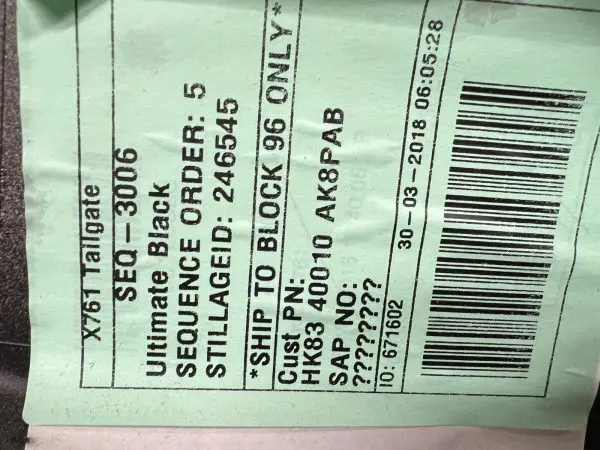 X761 Tailgate
SEQ-3006
Ultimate Black
SEQUENCE ORDER: 5
STILLAGEID: 246545
*SHIP TO BLOCK 96 ONLY*
Cust PN:
HK83 40010 AK8PAB
SAP NO:
????????
ID: 671602 30-03-2018 06:05:28